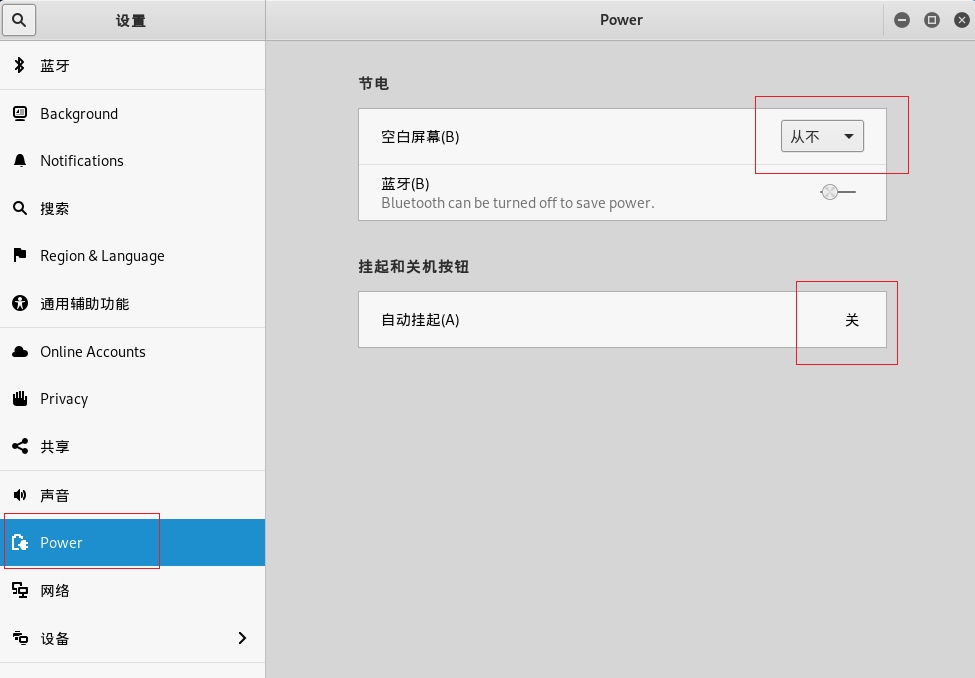 设置
Power
蓝牙
Background
Notifications
搜索
Region & Language
通用辅助功能
Online Accounts
Privacy
共享
声音
Power
网络
设备
节电
空白屏幕(B)
从不
蓝牙(B)
Bluetooth can be turned off to save power.
挂起和关机按钮
自动挂起(A)
关